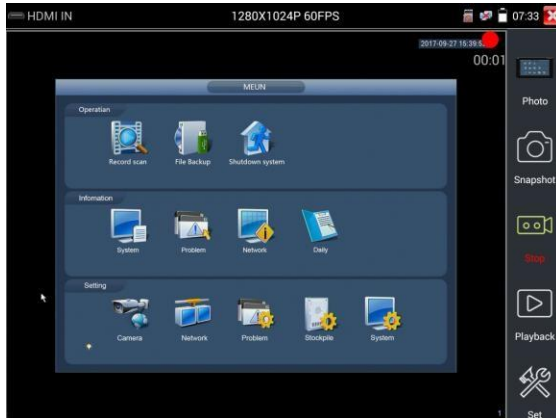 HDMI IN 1280X1024P 60FPS 07:33
2017-09-27 15:39:5
00:01
MEUN
Operatian
Record scan File Backup Shutdown system
Infomation
System Problem Network Daily
Setting
Camera Network Problem Stockpile System
1
Photo
Snapshot
Stop
Playback
Set